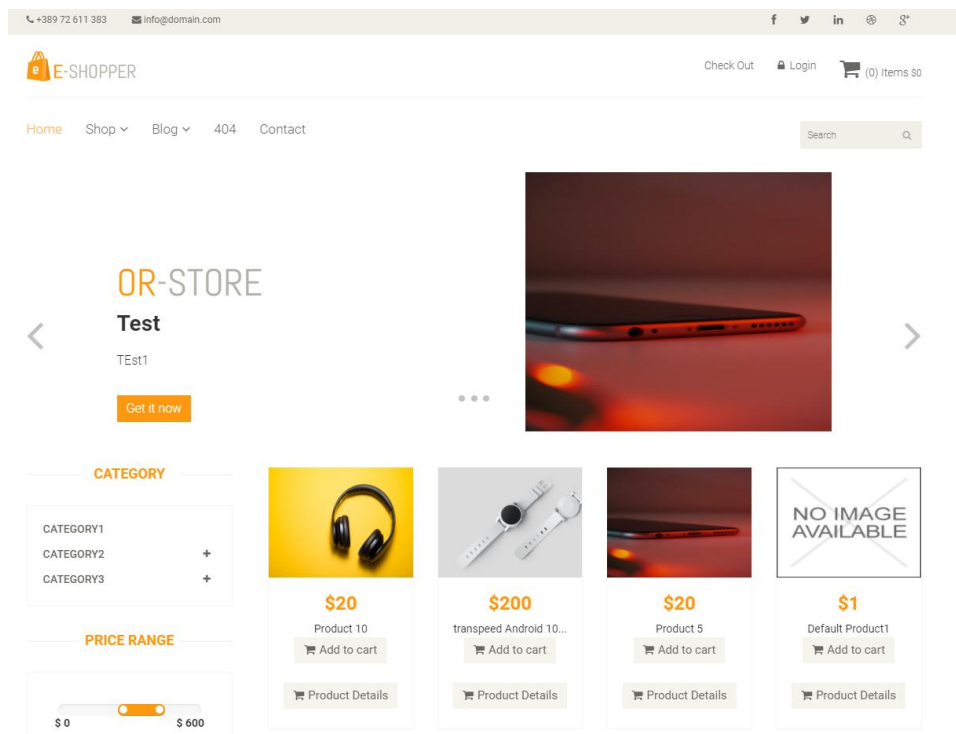 +389 72 611 383 info@domain.com
E-SHOPPER
Check Out Login (0) Items $0
Home Shop Blog 404 Contact
Search
OR-STORE
Test
TEst1
Get it now
CATEGORY
CATEGORY1
CATEGORY2 +
CATEGORY3 +
PRICE RANGE
$ 0 $ 600
$20
Product 10
Add to cart
Product Details
$200
transpeed Android 10...
Add to cart
Product Details
$20
Product 5
Add to cart
Product Details
NO IMAGE
AVAILABLE
$1
Default Product1
Add to cart
Product Details